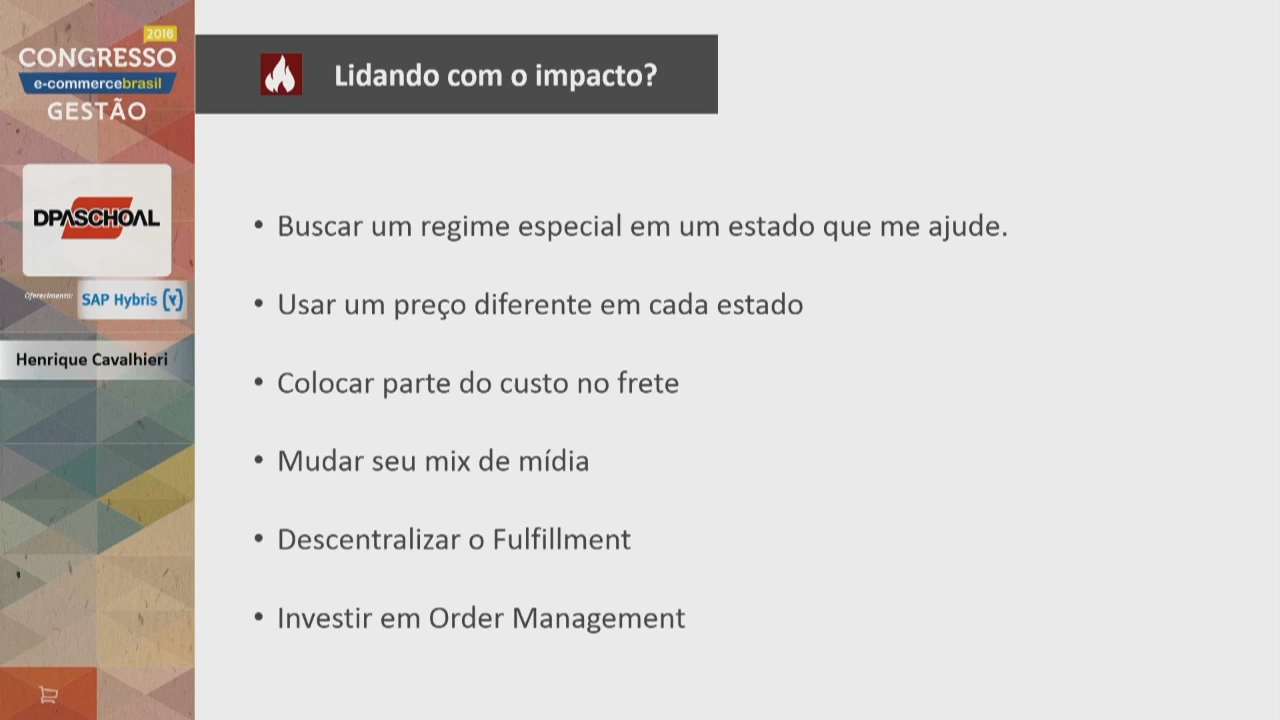 2016
CONGRESSO
e-commercebrasil
GESTÃO
DPASCHOAL
Oferecimento:
SAP Hybris (Y)
Henrique Cavalhieri
Lidando com o impacto?
• Buscar um regime especial em um estado que me ajude.
• Usar um preço diferente em cada estado
• Colocar parte do custo no frete
• Mudar seu mix de mídia
• Descentralizar o Fulfillment
• Investir em Order Management